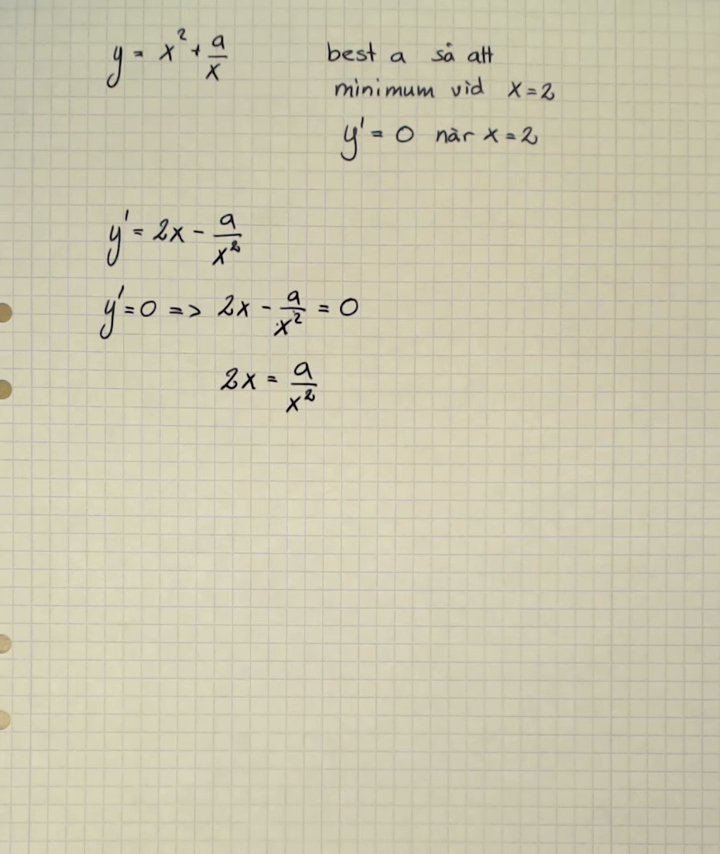 y = x² + a/x
best a så att
minimum vid x=2
y' = 0 när x=2
y' = 2x - a/x²
y'=0 => 2x - a/x² = 0
2x = a/x²